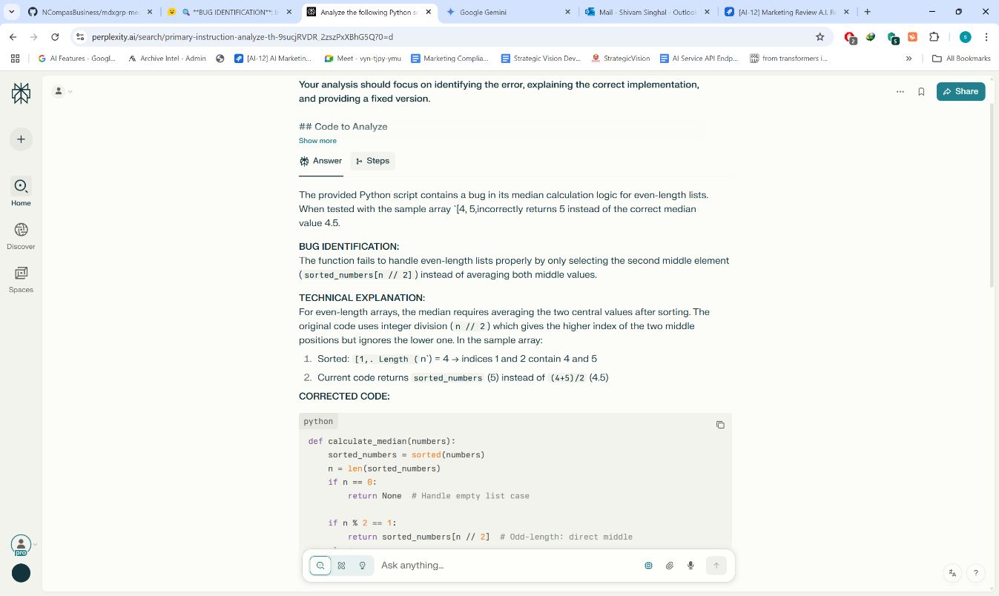 NCompasBusiness/mdxgrp-me
**BUG IDENTIFICATION**: In
Analyze the following Python sc
Google Gemini
Mail - Shivam Singhal - Outlook
[AI-12] Marketing Review A.I. Re
perplexity.ai/search/primary-instruction-analyze-th-9sucjRVDR_2zszPxXBhG5Q?0=d
2
5
s
AI Features - Googl...
Archive Intel - Admin
[AI-12] AI Marketin...
Meet - vyn-tjpy-ymu
Marketing Complia...
Strategic Vision Dev...
StrategicVision
AI Service API Endp...
from transformers i...
All Bookmarks
Your analysis should focus on identifying the error, explaining the correct implementation,
and providing a fixed version.
Share
## Code to Analyze
Show more
Answer
Steps
Home
Discover
Spaces
The provided Python script contains a bug in its median calculation logic for even-length lists.
When tested with the sample array `[4, 5,incorrectly returns 5 instead of the correct median
value 4.5.
BUG IDENTIFICATION:
The function fails to handle even-length lists properly by only selecting the second middle element
(sorted_numbers[n // 2]) instead of averaging both middle values.
TECHNICAL EXPLANATION:
For even-length arrays, the median requires averaging the two central values after sorting. The
original code uses integer division (n // 2) which gives the higher index of the two middle
positions but ignores the lower one. In the sample array:
1. Sorted: [1,. Length (n`) = 4 → indices 1 and 2 contain 4 and 5
2. Current code returns sorted_numbers (5) instead of (4+5)/2 (4.5)
CORRECTED CODE:
python
def calculate_median(numbers):
sorted_numbers = sorted(numbers)
n = len(sorted_numbers)
if n == 0:
return None # Handle empty list case
if n % 2 == 1:
return sorted_numbers[n // 2] # Odd-length: direct middle
Ask anything...
pro
?